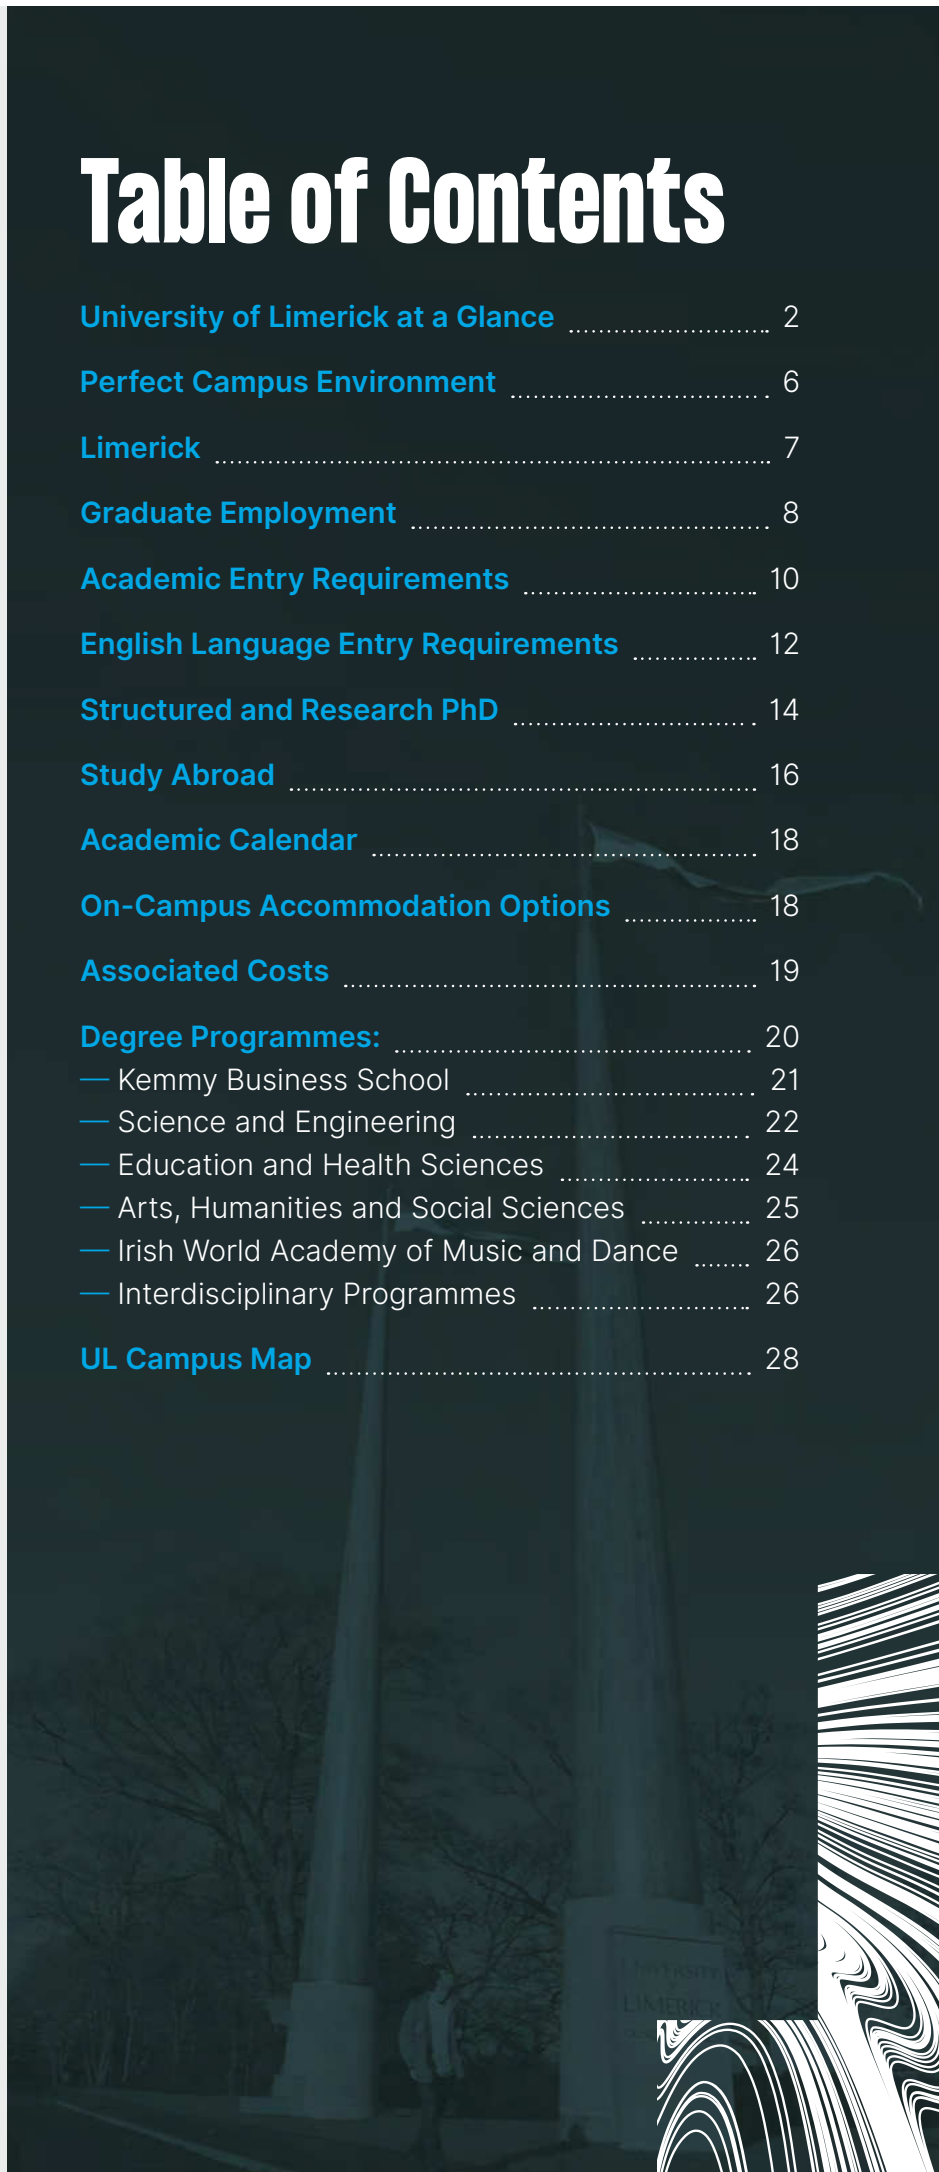 Table of Contents
University of Limerick at a Glance 2
Perfect Campus Environment 6
Limerick 7
Graduate Employment 8
Academic Entry Requirements 10
English Language Entry Requirements 12
Structured and Research PhD 14
Study Abroad 16
Academic Calendar 18
On-Campus Accommodation Options 18
Associated Costs 19
Degree Programmes: 20
— Kemmy Business School 21
— Science and Engineering 22
— Education and Health Sciences 24
— Arts, Humanities and Social Sciences 25
— Irish World Academy of Music and Dance 26
— Interdisciplinary Programmes 26
UL Campus Map 28
UNIVERSITY
LIMERICK